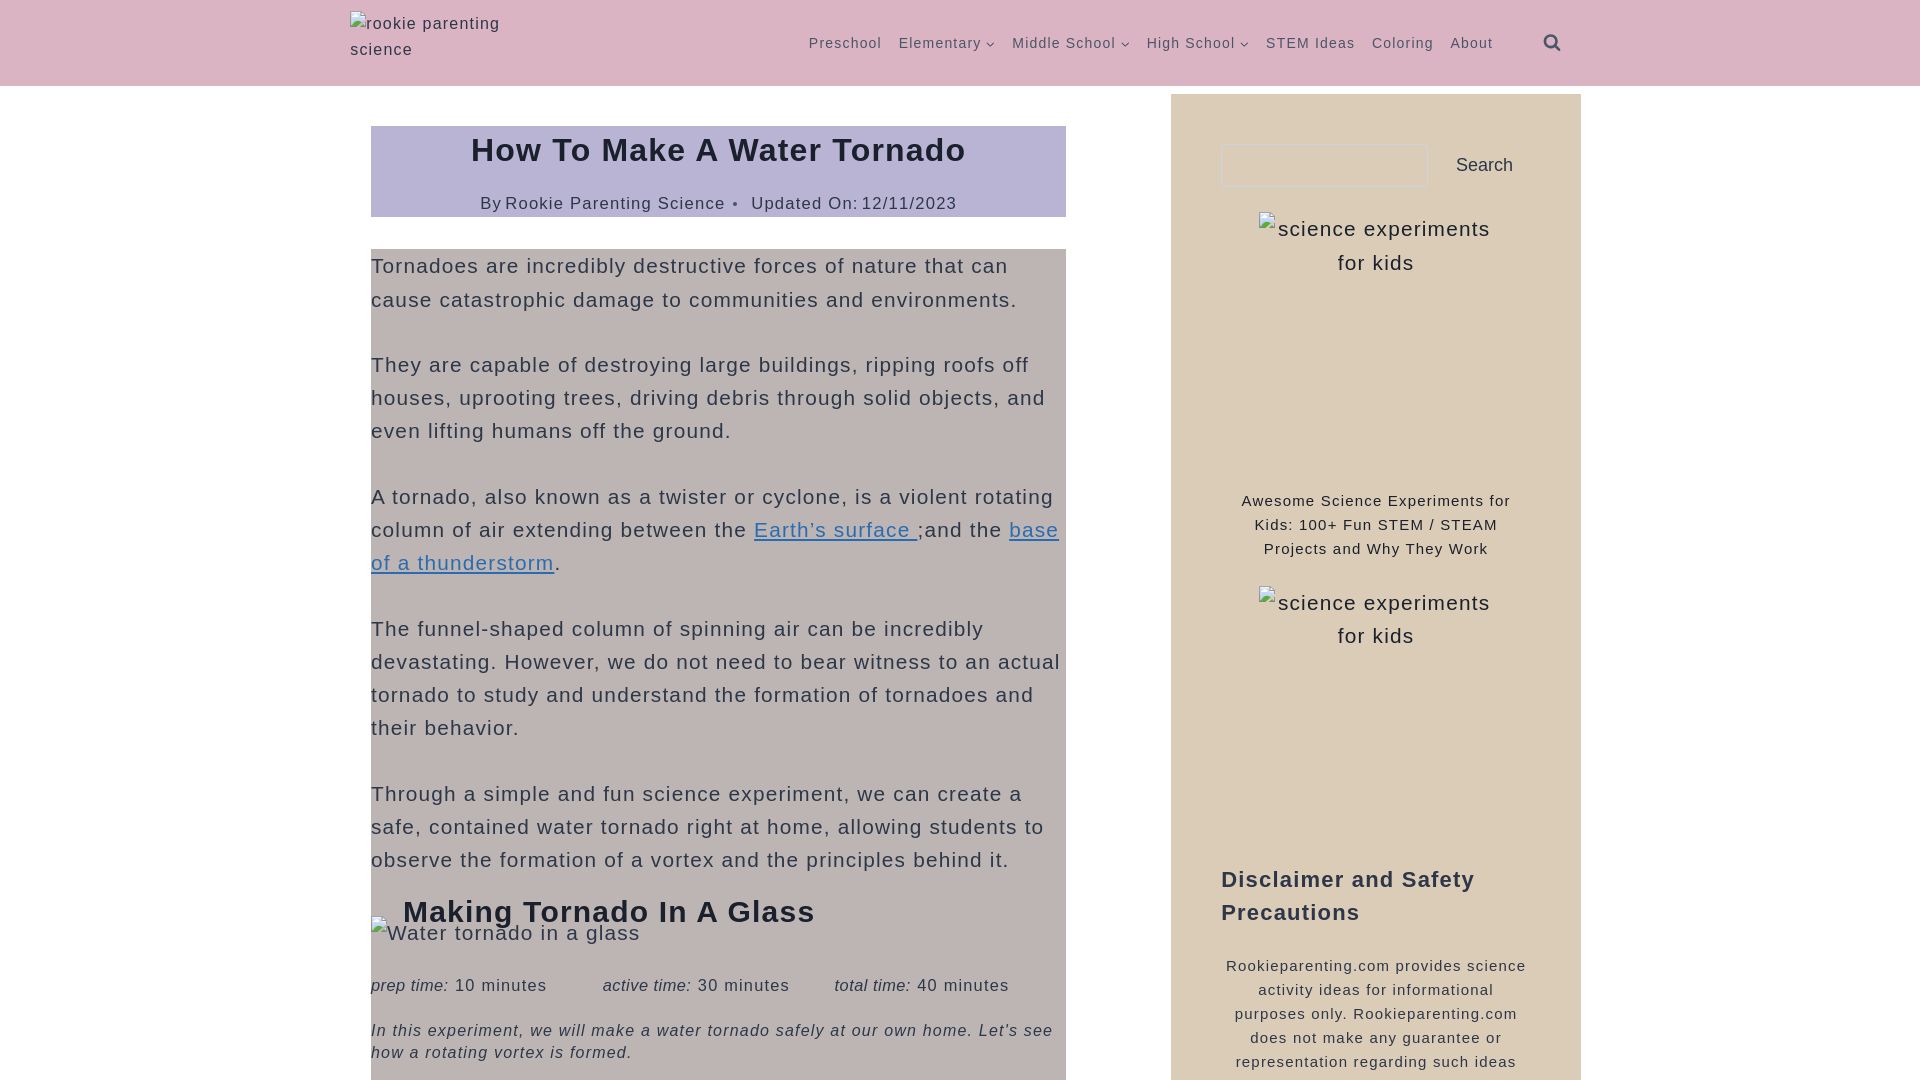 rookie parenting
science
Preschool Elementary Middle School High School STEM Ideas Coloring About
How To Make A Water Tornado
By Rookie Parenting Science • Updated On: 12/11/2023
Tornadoes are incredibly destructive forces of nature that can
cause catastrophic damage to communities and environments.
They are capable of destroying large buildings, ripping roofs off
houses, uprooting trees, driving debris through solid objects, and
even lifting humans off the ground.
A tornado, also known as a twister or cyclone, is a violent rotating
column of air extending between the Earth’s surface ;and the base
of a thunderstorm.
The funnel-shaped column of spinning air can be incredibly
devastating. However, we do not need to bear witness to an actual
tornado to study and understand the formation of tornadoes and
their behavior.
Through a simple and fun science experiment, we can create a
safe, contained water tornado right at home, allowing students to
observe the formation of a vortex and the principles behind it.
Making Tornado In A Glass
Water tornado in a glass
prep time: 10 minutes active time: 30 minutes total time: 40 minutes
In this experiment, we will make a water tornado safely at our own home. Let's see
how a rotating vortex is formed.
Search
science experiments
for kids
Awesome Science Experiments for
Kids: 100+ Fun STEM / STEAM
Projects and Why They Work
science experiments
for kids
Disclaimer and Safety
Precautions
Rookieparenting.com provides science
activity ideas for informational
purposes only. Rookieparenting.com
does not make any guarantee or
representation regarding such ideas